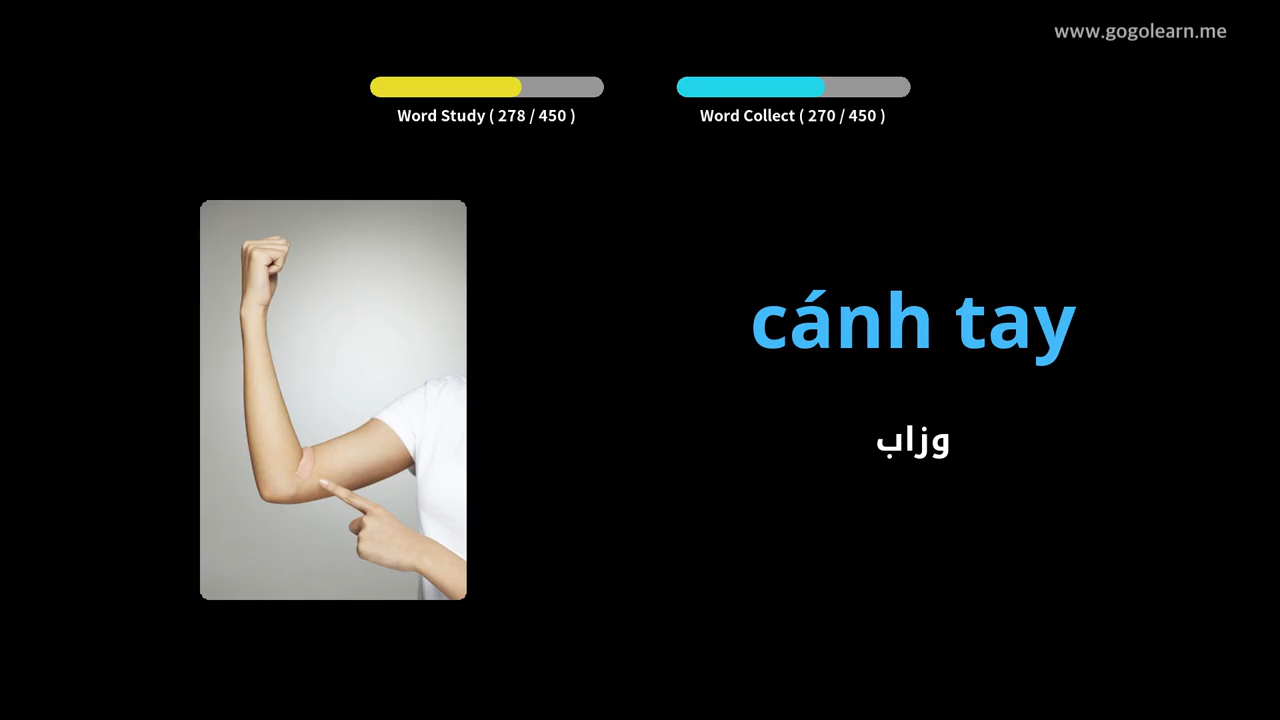 www.gogolearn.me
Word Study ( 278 / 450 )
Word Collect ( 270 / 450 )
cánh tay
وزاب